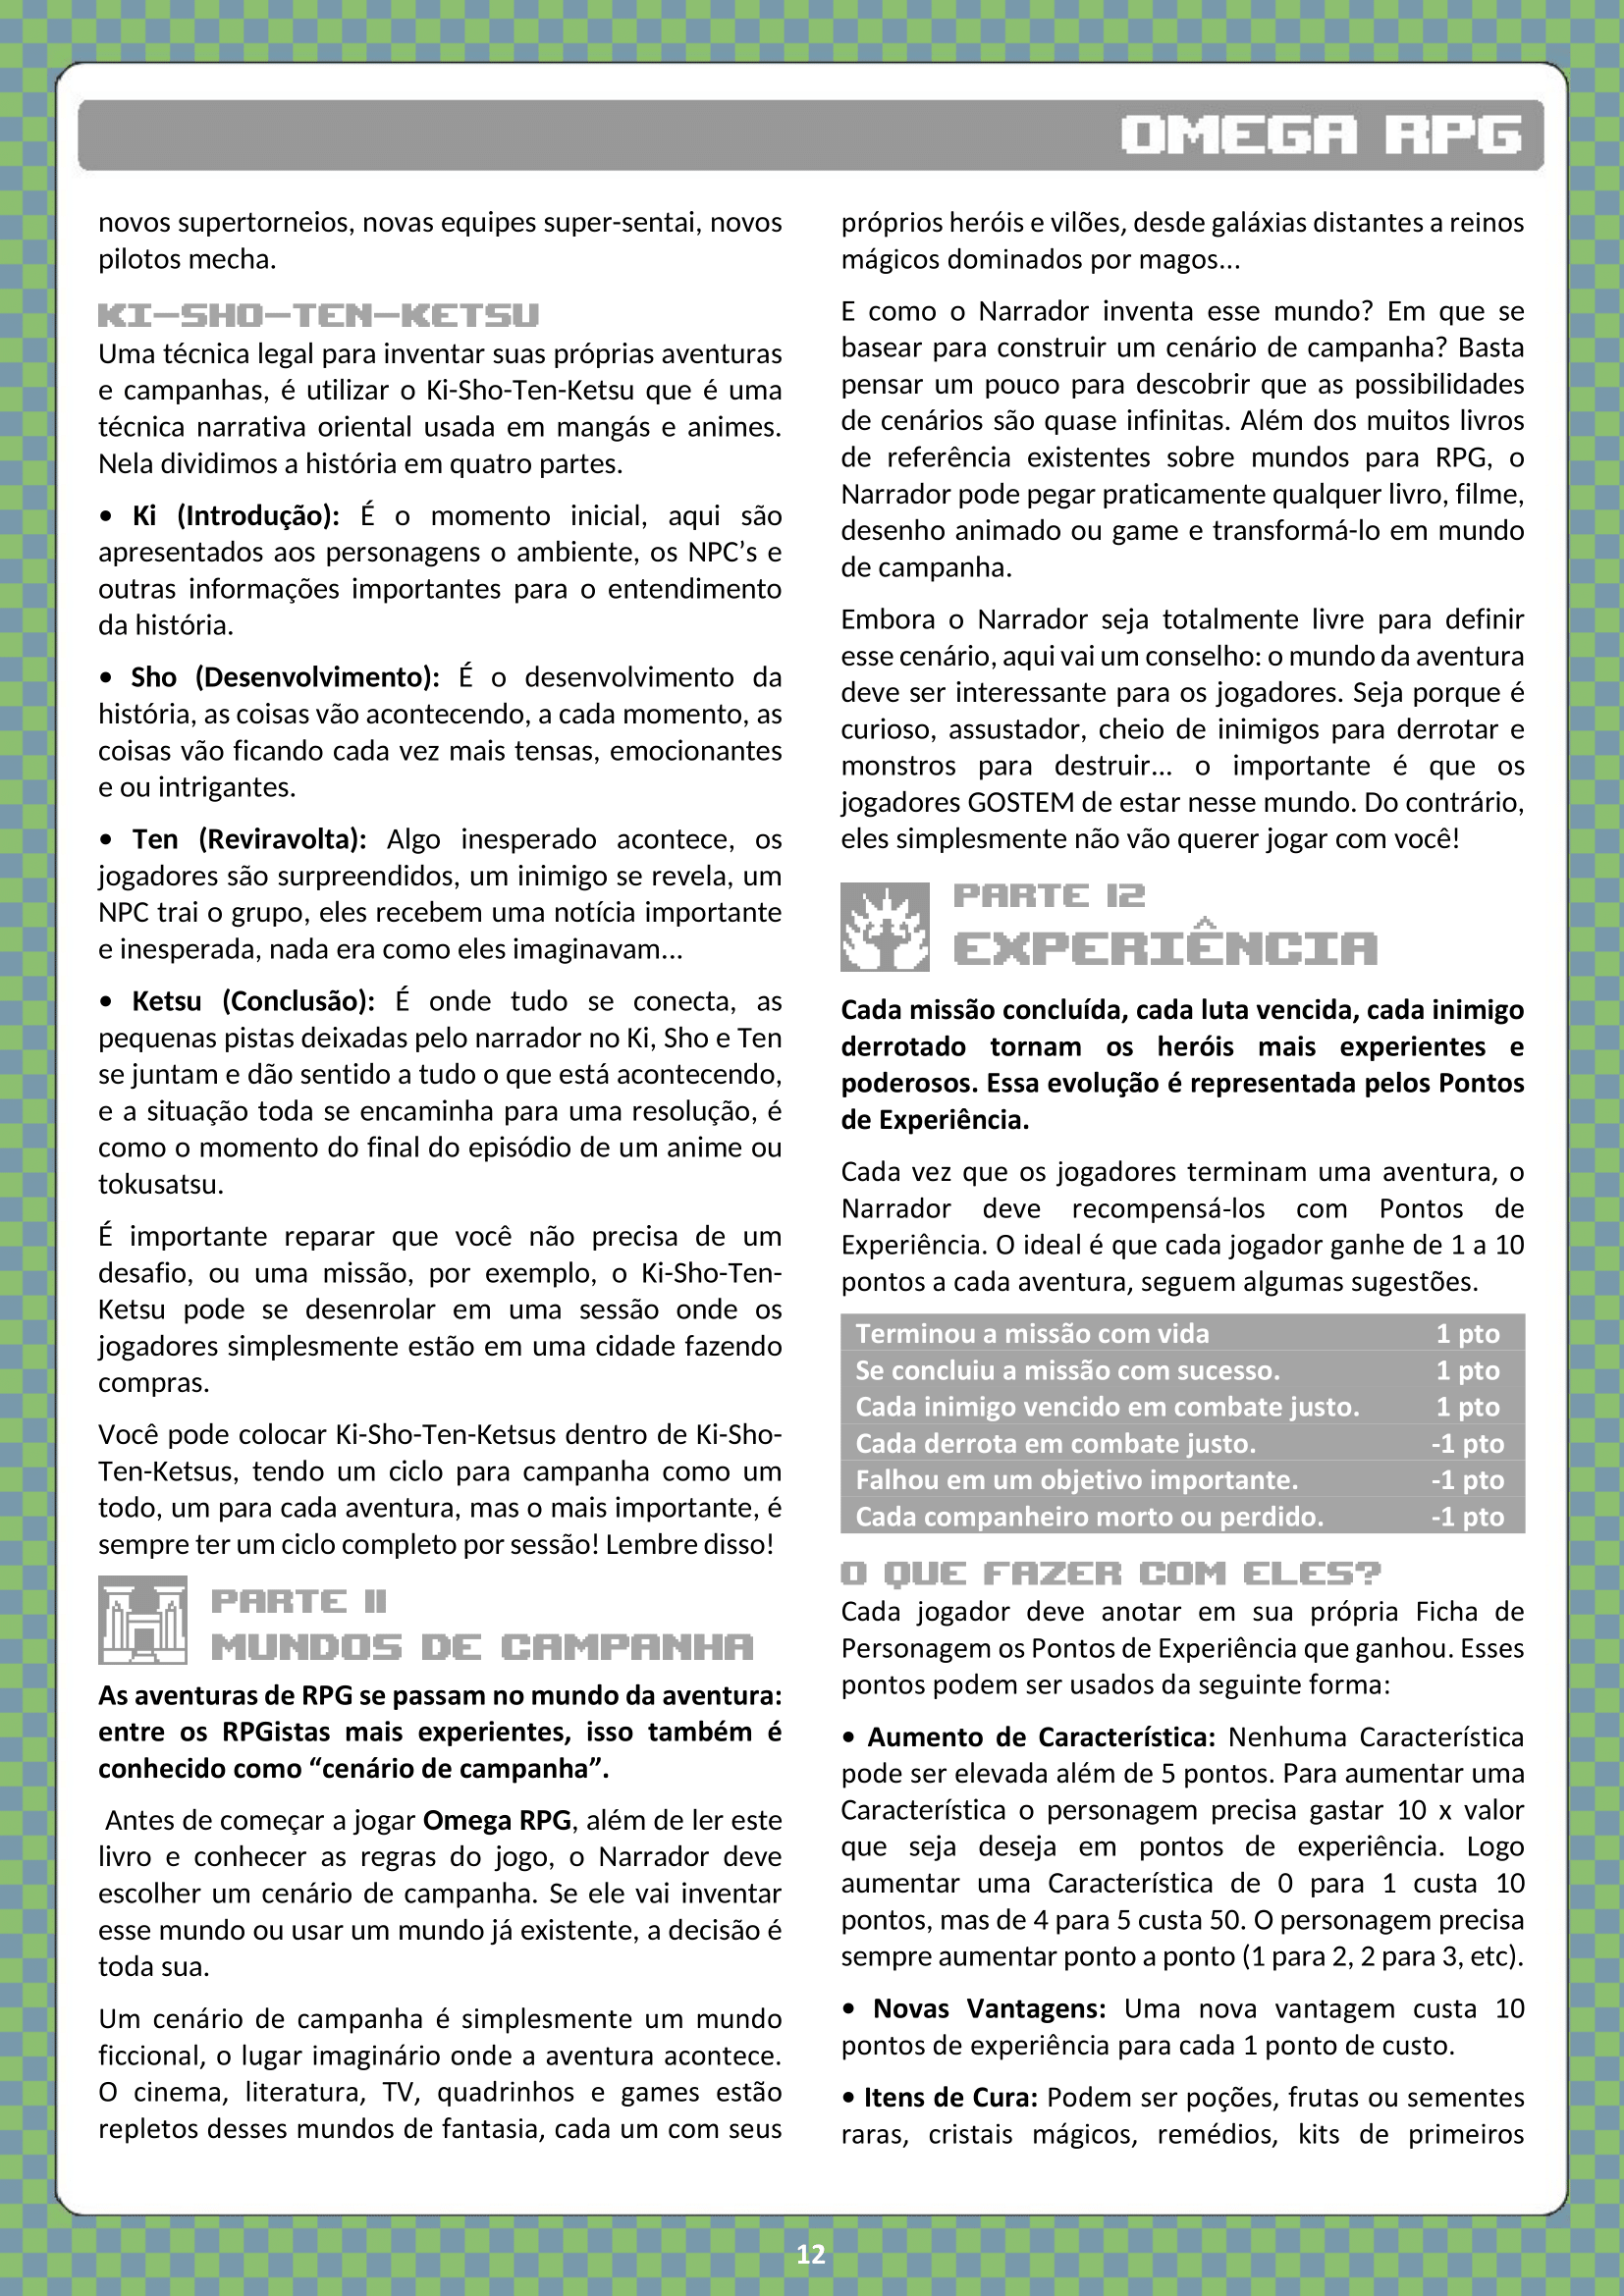 OMEGA RPG
novos supertorneios, novas equipes super-sentai, novos
pilotos mecha.
KI-SHO-TEN-KETSU
Uma técnica legal para inventar suas próprias aventuras
e campanhas, é utilizar o Ki-Sho-Ten-Ketsu que é uma
técnica narrativa oriental usada em mangás e animes.
Nela dividimos a história em quatro partes.
• Ki (Introdução): É o momento inicial, aqui são
apresentados aos personagens o ambiente, os NPC’s e
outras informações importantes para o entendimento
da história.
• Sho (Desenvolvimento): É o desenvolvimento da
história, as coisas vão acontecendo, a cada momento, as
coisas vão ficando cada vez mais tensas, emocionantes
e ou intrigantes.
• Ten (Reviravolta): Algo inesperado acontece, os
jogadores são surpreendidos, um inimigo se revela, um
NPC trai o grupo, eles recebem uma notícia importante
e inesperada, nada era como eles imaginavam...
• Ketsu (Conclusão): É onde tudo se conecta, as
pequenas pistas deixadas pelo narrador no Ki, Sho e Ten
se juntam e dão sentido a tudo o que está acontecendo,
e a situação toda se encaminha para uma resolução, é
como o momento do final do episódio de um anime ou
tokusatsu.
É importante reparar que você não precisa de um
desafio, ou uma missão, por exemplo, o Ki-Sho-Ten-
Ketsu pode se desenrolar em uma sessão onde os
jogadores simplesmente estão em uma cidade fazendo
compras.
Você pode colocar Ki-Sho-Ten-Ketsus dentro de Ki-Sho-
Ten-Ketsus, tendo um ciclo para campanha como um
todo, um para cada aventura, mas o mais importante, é
sempre ter um ciclo completo por sessão! Lembre disso!
PARTE 11
MUNDOS DE CAMPANHA
As aventuras de RPG se passam no mundo da aventura:
entre os RPGistas mais experientes, isso também é
conhecido como “cenário de campanha”.
Antes de começar a jogar Omega RPG, além de ler este
livro e conhecer as regras do jogo, o Narrador deve
escolher um cenário de campanha. Se ele vai inventar
esse mundo ou usar um mundo já existente, a decisão é
toda sua.
Um cenário de campanha é simplesmente um mundo
ficcional, o lugar imaginário onde a aventura acontece.
O cinema, literatura, TV, quadrinhos e games estão
repletos desses mundos de fantasia, cada um com seus
próprios heróis e vilões, desde galáxias distantes a reinos
mágicos dominados por magos...
E como o Narrador inventa esse mundo? Em que se
basear para construir um cenário de campanha? Basta
pensar um pouco para descobrir que as possibilidades
de cenários são quase infinitas. Além dos muitos livros
de referência existentes sobre mundos para RPG, o
Narrador pode pegar praticamente qualquer livro, filme,
desenho animado ou game e transformá-lo em mundo
de campanha.
Embora o Narrador seja totalmente livre para definir
esse cenário, aqui vai um conselho: o mundo da aventura
deve ser interessante para os jogadores. Seja porque é
curioso, assustador, cheio de inimigos para derrotar e
monstros para destruir... o importante é que os
jogadores GOSTEM de estar nesse mundo. Do contrário,
eles simplesmente não vão querer jogar com você!
PARTE 12
EXPERIÊNCIA
Cada missão concluída, cada luta vencida, cada inimigo
derrotado tornam os heróis mais experientes e
poderosos. Essa evolução é representada pelos Pontos
de Experiência.
Cada vez que os jogadores terminam uma aventura, o
Narrador deve recompensá-los com Pontos de
Experiência. O ideal é que cada jogador ganhe de 1 a 10
pontos a cada aventura, seguem algumas sugestões.
Terminou a missão com vida 1 pto
Se concluiu a missão com sucesso. 1 pto
Cada inimigo vencido em combate justo. 1 pto
Cada derrota em combate justo. -1 pto
Falhou em um objetivo importante. -1 pto
Cada companheiro morto ou perdido. -1 pto
O QUE FAZER COM ELES?
Cada jogador deve anotar em sua própria Ficha de
Personagem os Pontos de Experiência que ganhou. Esses
pontos podem ser usados da seguinte forma:
• Aumento de Característica: Nenhuma Característica
pode ser elevada além de 5 pontos. Para aumentar uma
Característica o personagem precisa gastar 10 x valor
que seja deseja em pontos de experiência. Logo
aumentar uma Característica de 0 para 1 custa 10
pontos, mas de 4 para 5 custa 50. O personagem precisa
sempre aumentar ponto a ponto (1 para 2, 2 para 3, etc).
• Novas Vantagens: Uma nova vantagem custa 10
pontos de experiência para cada 1 ponto de custo.
• Itens de Cura: Podem ser poções, frutas ou sementes
raras, cristais mágicos, remédios, kits de primeiros
12